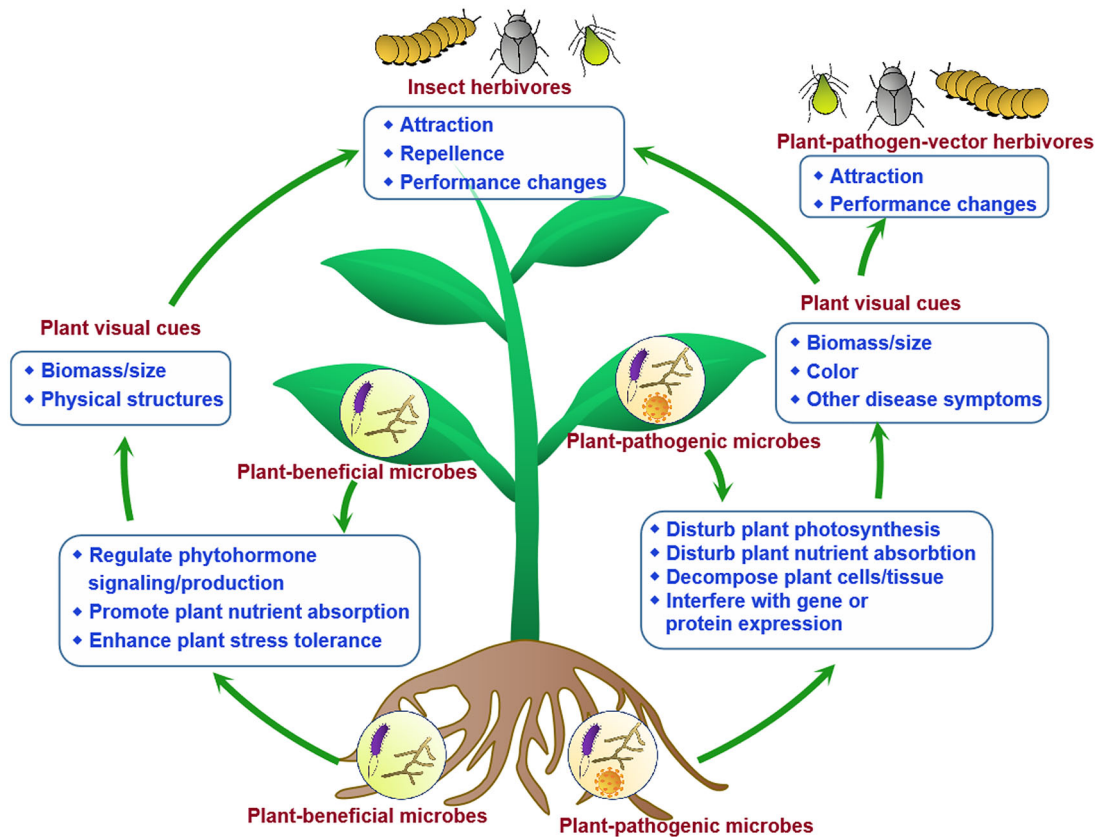 Insect herbivores
◆ Attraction
◆ Repellence
◆ Performance changes
Plant-pathogen-vector herbivores
◆ Attraction
◆ Performance changes
Plant visual cues
◆ Biomass/size
◆ Physical structures
Plant visual cues
◆ Biomass/size
◆ Color
◆ Other disease symptoms
Plant-beneficial microbes
Plant-pathogenic microbes
◆ Regulate phytohormone
signaling/production
◆ Promote plant nutrient absorption
◆ Enhance plant stress tolerance
◆ Disturb plant photosynthesis
◆ Disturb plant nutrient absorbtion
◆ Decompose plant cells/tissue
◆ Interfere with gene or
protein expression
Plant-beneficial microbes
Plant-pathogenic microbes